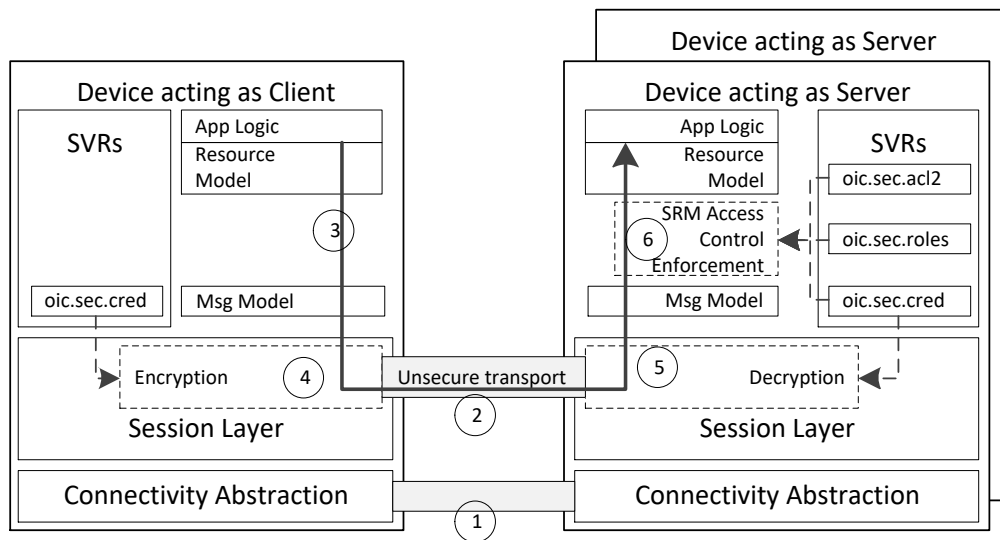 Device acting as Server
Device acting as Client
SVRs
App Logic
Resource
Model
3
oic.sec.cred
Msg Model
Encryption
4
Session Layer
Connectivity Abstraction
Unsecure transport
2
1
Device acting as Server
App Logic
Resource
Model
SRM Access
Control
Enforcement
6
Msg Model
SVRs
oic.sec.acl2
oic.sec.roles
oic.sec.cred
5
Decryption
Session Layer
Connectivity Abstraction